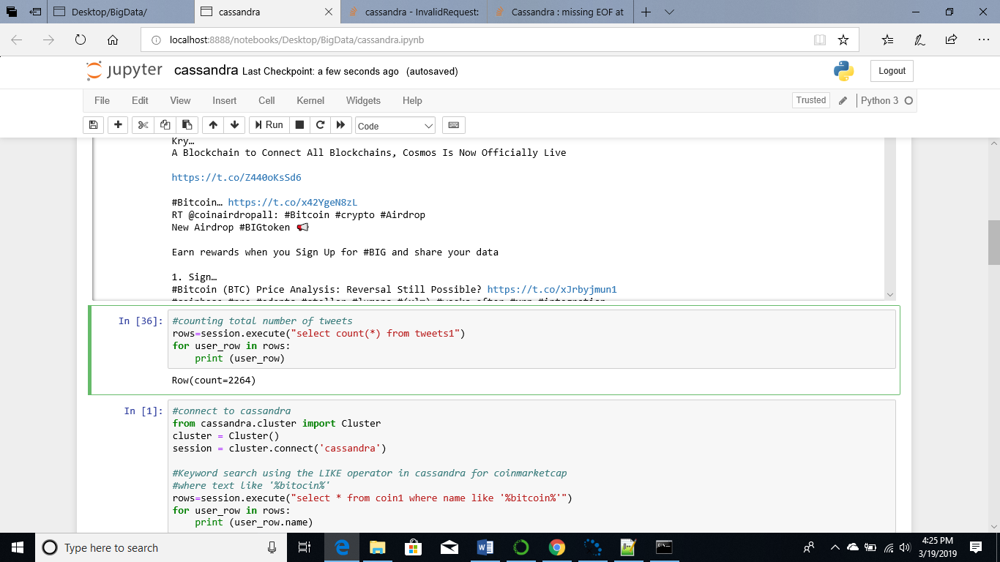 Desktop/BigData/
cassandra
cassandra - InvalidRequest:
Cassandra : missing EOF at
localhost:8888/notebooks/Desktop/BigData/cassandra.ipynb
jupyter cassandra Last Checkpoint: a few seconds ago (autosaved)
Logout
File Edit View Insert Cell Kernel Widgets Help
Trusted
Python 3
Run
Code
Kry…
A Blockchain to Connect All Blockchains, Cosmos Is Now Officially Live
https://t.co/Z440oKsSd6
#Bitcoin… https://t.co/x42YgeN8zL
RT @coinairdropall: #Bitcoin #crypto #Airdrop
New Airdrop #BIGtoken 📢
Earn rewards when you Sign Up for #BIG and share your data
1. Sign…
#Bitcoin (BTC) Price Analysis: Reversal Still Possible? https://t.co/xJrbyjmun1
In [36]:
#counting total number of tweets
rows=session.execute("select count(*) from tweets1")
for user_row in rows:
    print (user_row)
Row(count=2264)
In [1]:
#connect to cassandra
from cassandra.cluster import Cluster
cluster = Cluster()
session = cluster.connect('cassandra')
#Keyword search using the LIKE operator in cassandra for coinmarketcap
#where text like '%bitocin%'
rows=session.execute("select * from coin1 where name like '%bitcoin%'")
for user_row in rows:
    print (user_row.name)
Type here to search
4:25 PM
3/19/2019